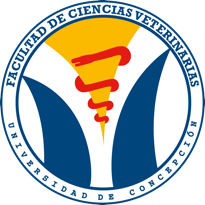 FACULTAD DE CIENCIAS VETERINARIAS
UNIVERSIDAD DE CONCEPCIÓN